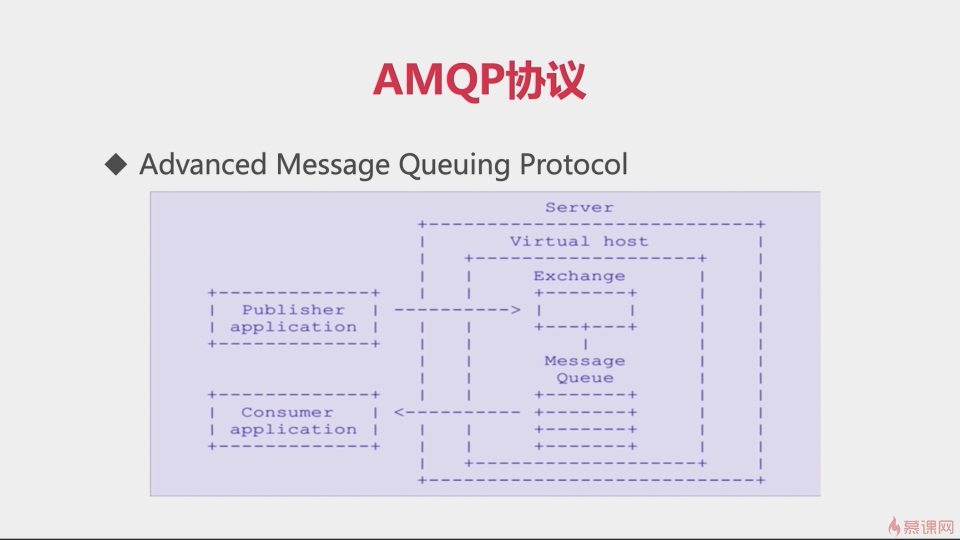 AMQP协议
◆ Advanced Message Queuing Protocol
Server
Virtual host
Exchange
Publisher
application
Message
Queue
Consumer
application
慕课网